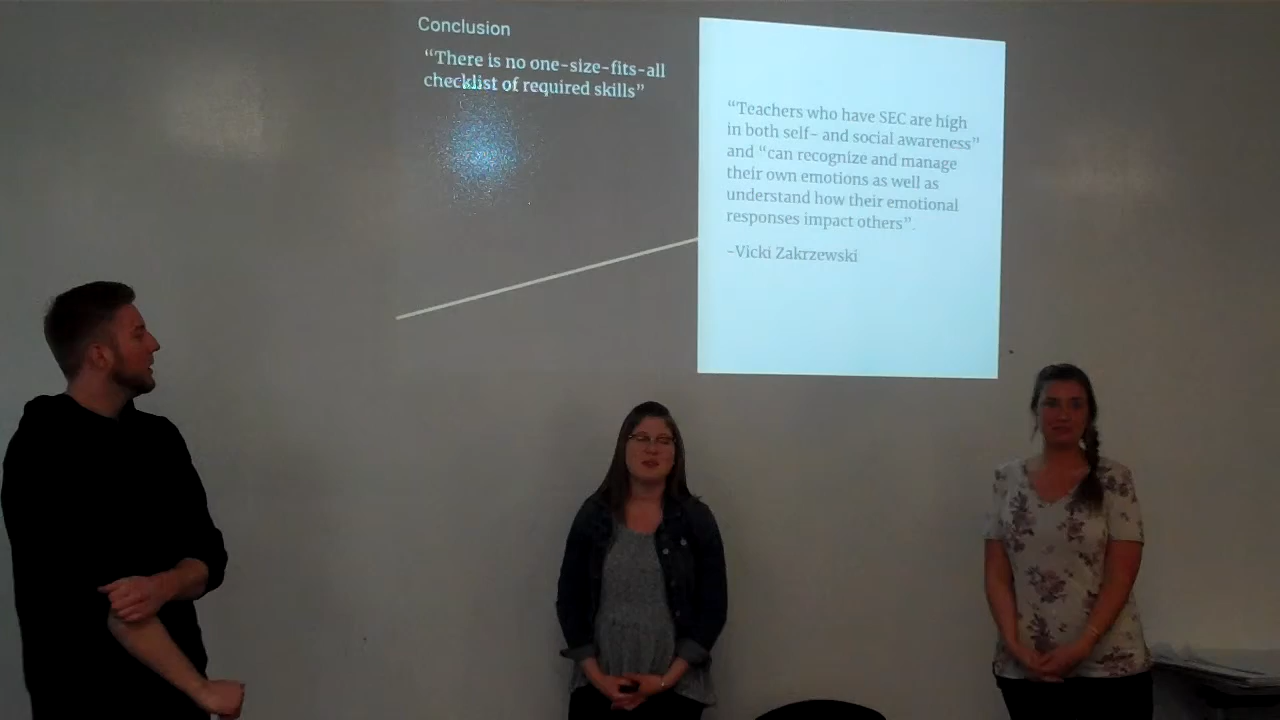 Conclusion
“There is no one-size-fits-all
checklist of required skills”
“Teachers who have SEC are high
in both self- and social awareness”
and “can recognize and manage
their own emotions as well as
understand how their emotional
responses impact others”.
-Vicki Zakrzewski